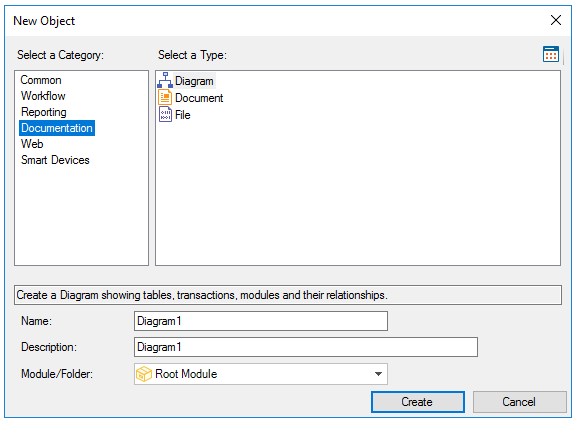 New Object
Select a Category:
Select a Type:
Common
Workflow
Reporting
Documentation
Web
Smart Devices
Diagram
Document
File
Create a Diagram showing tables, transactions, modules and their relationships.
Name:
Diagram1
Description:
Diagram1
Module/Folder:
Root Module
Create
Cancel